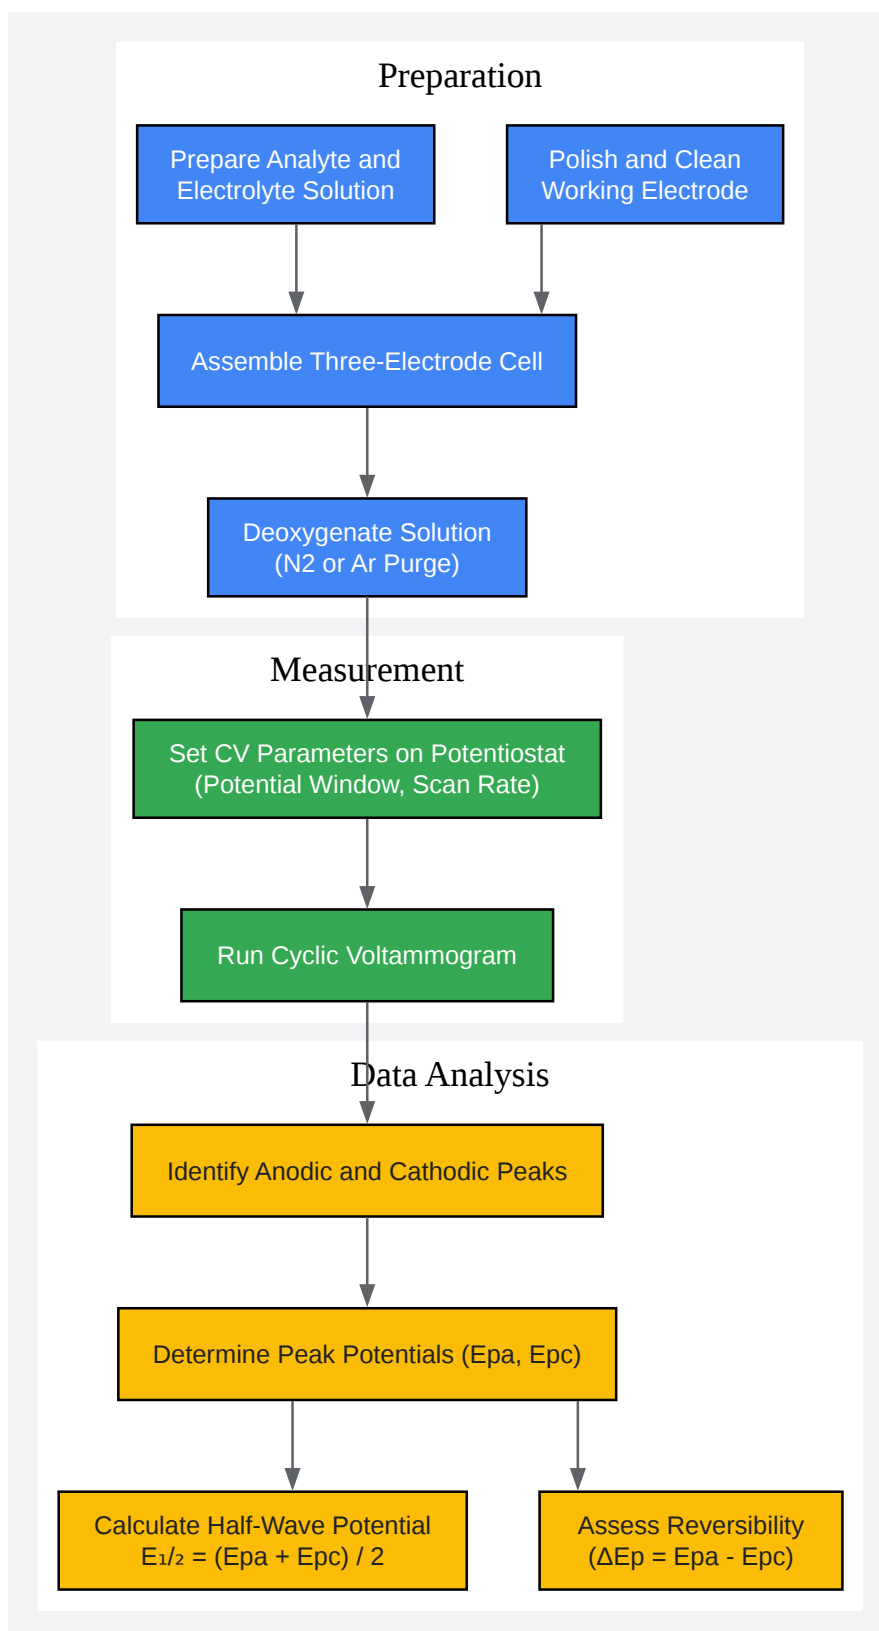 Preparation
Prepare Analyte and
Electrolyte Solution
Polish and Clean
Working Electrode
Assemble Three-Electrode Cell
Deoxygenate Solution
(N2 or Ar Purge)
Measurement
Set CV Parameters on Potentiostat
(Potential Window, Scan Rate)
Run Cyclic Voltammogram
Data Analysis
Identify Anodic and Cathodic Peaks
Determine Peak Potentials (Epa, Epc)
Calculate Half-Wave Potential
E₁/₂ = (Epa + Epc) / 2
Assess Reversibility
(ΔEp = Epa - Epc)